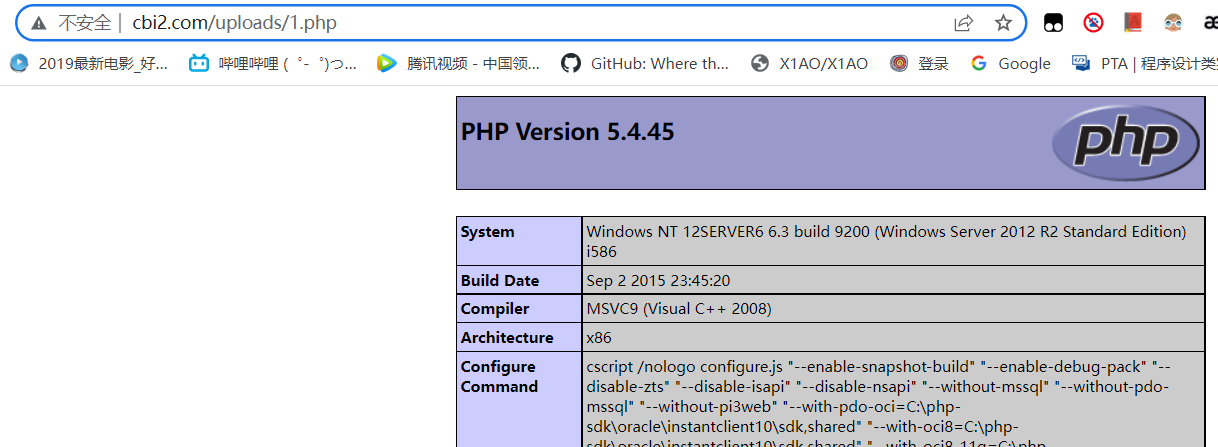 不安全 | cbi2.com/uploads/1.php
2019最新电影_好... 哔哩哔哩 (゜-゜)つ... 腾讯视频 - 中国领... GitHub: Where th... X1AO/X1AO 登录 Google PTA | 程序设计类
PHP Version 5.4.45
php
System Windows NT 12SERVER6 6.3 build 9200 (Windows Server 2012 R2 Standard Edition)
i586
Build Date Sep 2 2015 23:45:20
Compiler MSVC9 (Visual C++ 2008)
Architecture x86
Configure cscript /nologo configure.js "--enable-snapshot-build" "--enable-debug-pack" "--
Command disable-zts" "--disable-isapi" "--disable-nsapi" "--without-mssql" "--without-pdo-
mssql" "--without-pi3web" "--with-pdo-oci=C:\php-
sdk\oracle\instantclient10\sdk,shared" "--with-oci8=C:\php-
sdk\oracle\instantclient10\sdk,shared" "--with-oci8-11g=C:\php-